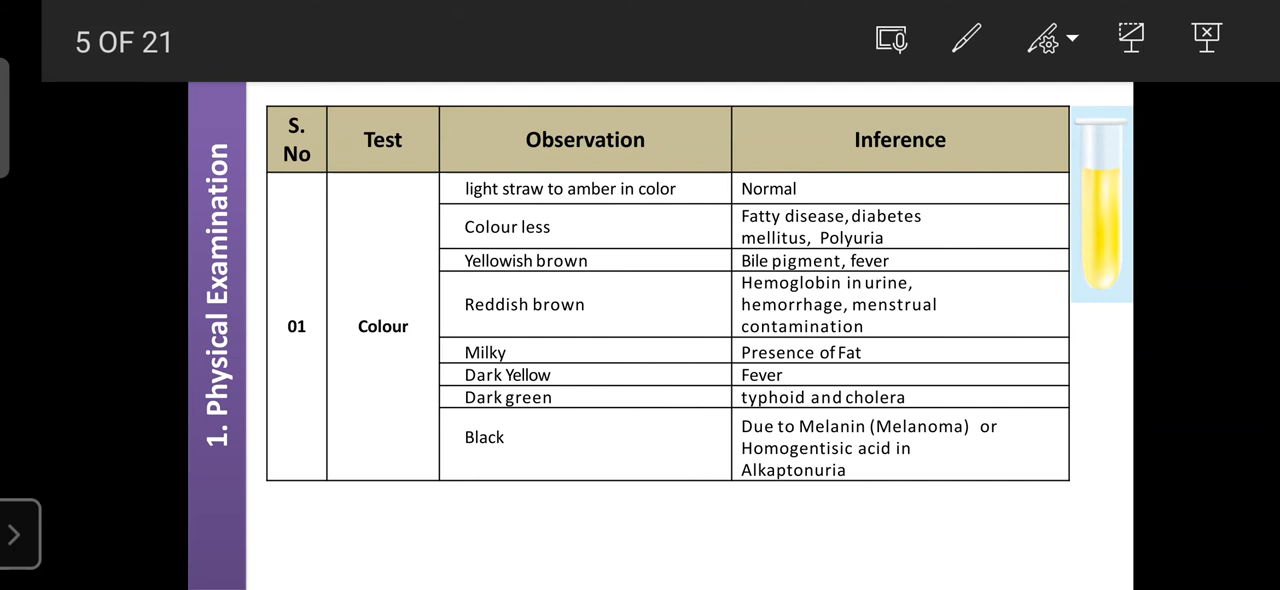 5 OF 21
1. Physical Examination
S.
No
Test
Observation
Inference
01
Colour
light straw to amber in color
Normal
Colour less
Fatty disease, diabetes
mellitus, Polyuria
Yellowish brown
Bile pigment, fever
Reddish brown
Hemoglobin in urine,
hemorrhage, menstrual
contamination
Milky
Presence of Fat
Dark Yellow
Fever
Dark green
typhoid and cholera
Black
Due to Melanin (Melanoma) or
Homogentisic acid in
Alkaptonuria